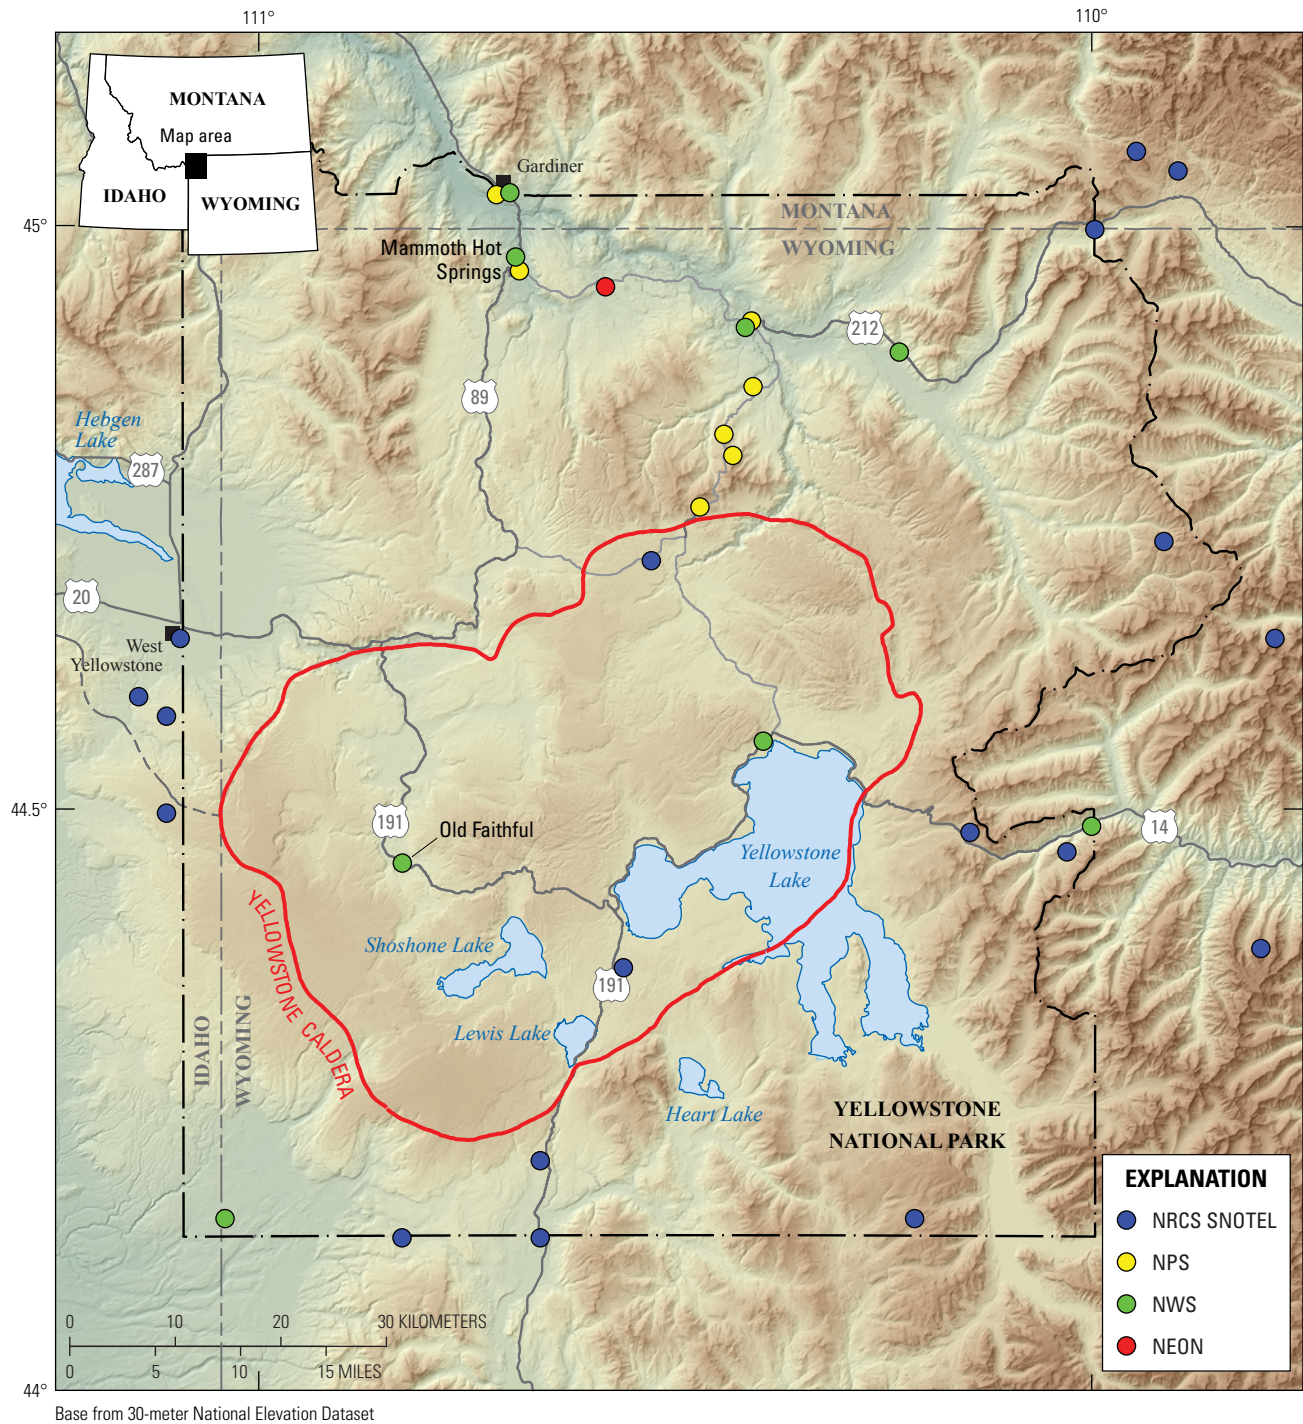 111°
110°
MONTANA
Map area
IDAHO
WYOMING
Gardiner
45°
MONTANA
WYOMING
Mammoth Hot
Springs
212
89
Hebgen
Lake
287
20
West
Yellowstone
44.5°
191
Old Faithful
14
Yellowstone
Lake
YELLOWSTONE CALDERA
Shoshone Lake
191
Lewis Lake
IDAHO
WYOMING
Heart Lake
YELLOWSTONE
NATIONAL PARK
EXPLANATION
NRCS SNOTEL
NPS
NWS
NEON
0 10 20 30 KILOMETERS
0 5 10 15 MILES
44°
Base from 30-meter National Elevation Dataset